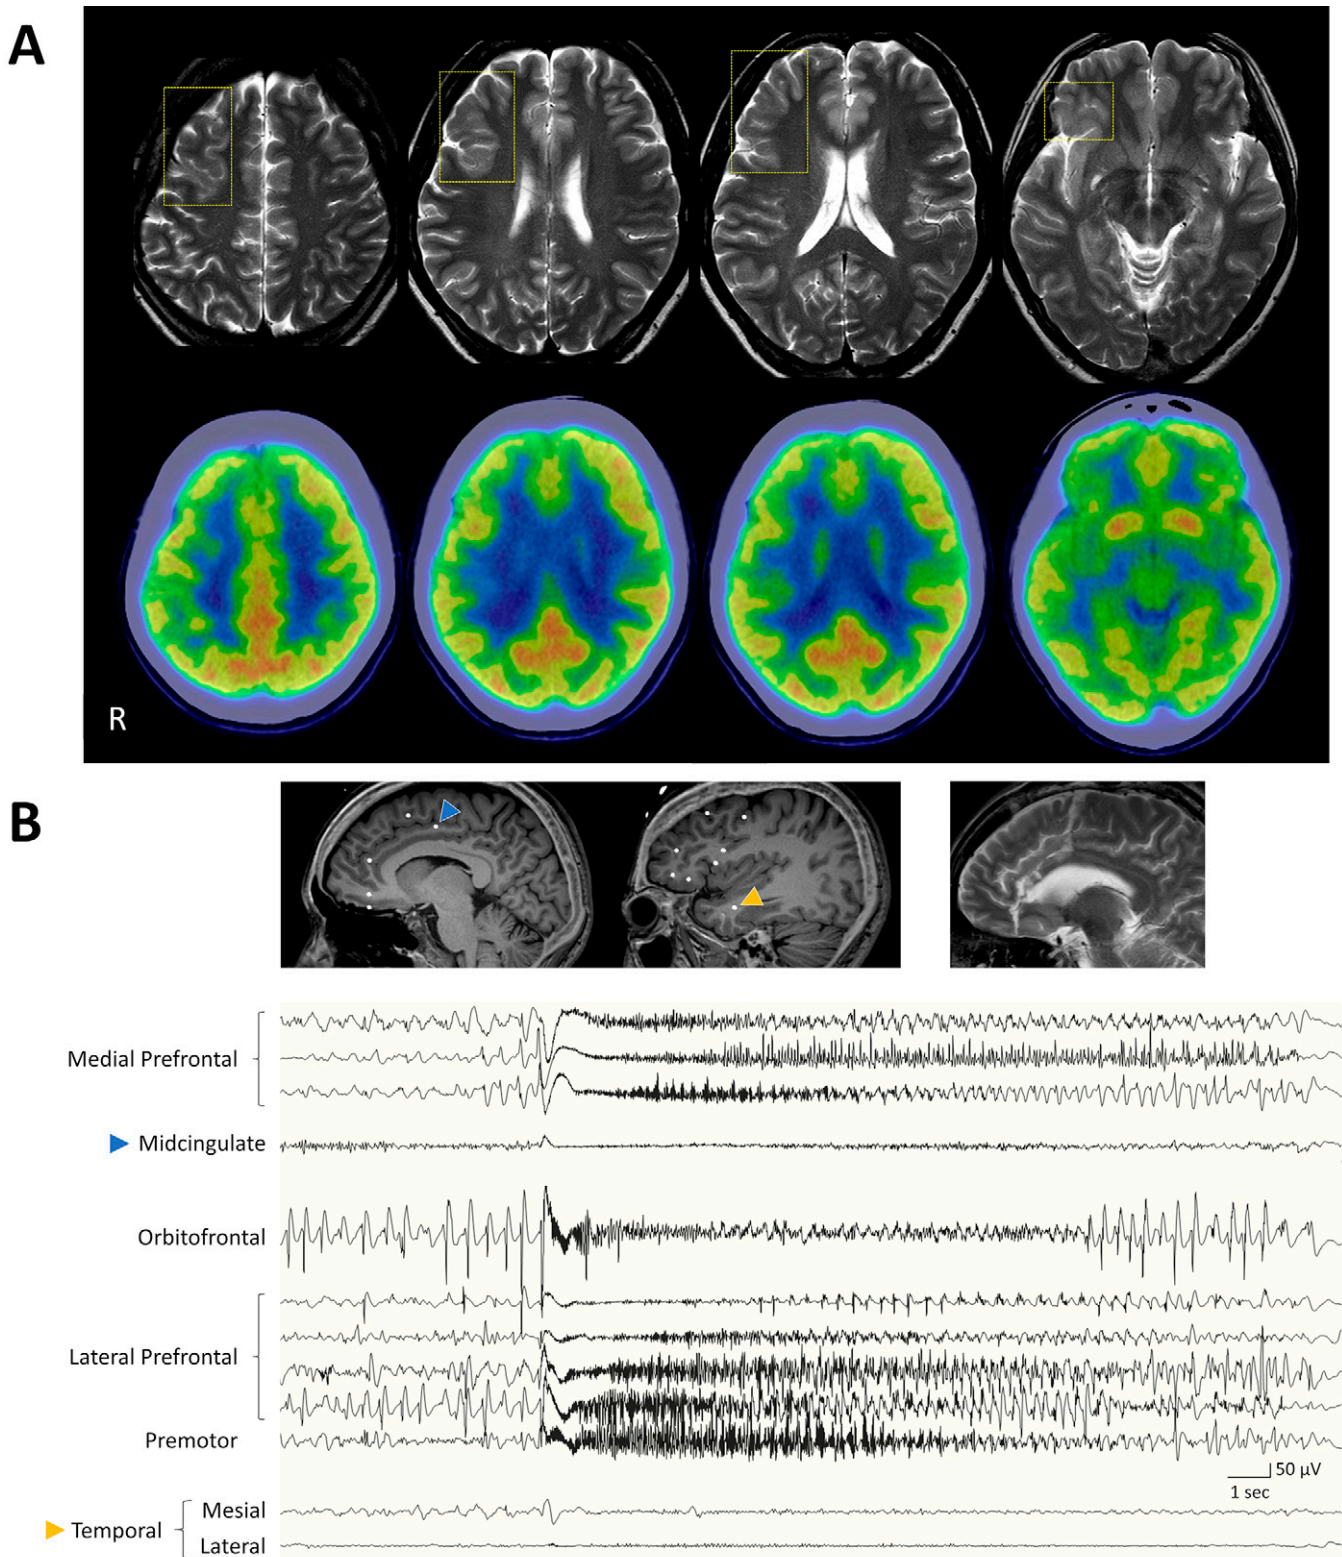 A
R
B
Medial Prefrontal
Midcingulate
Orbitofrontal
Lateral Prefrontal
Premotor
50 μV
1 sec
Mesial
Temporal
Lateral